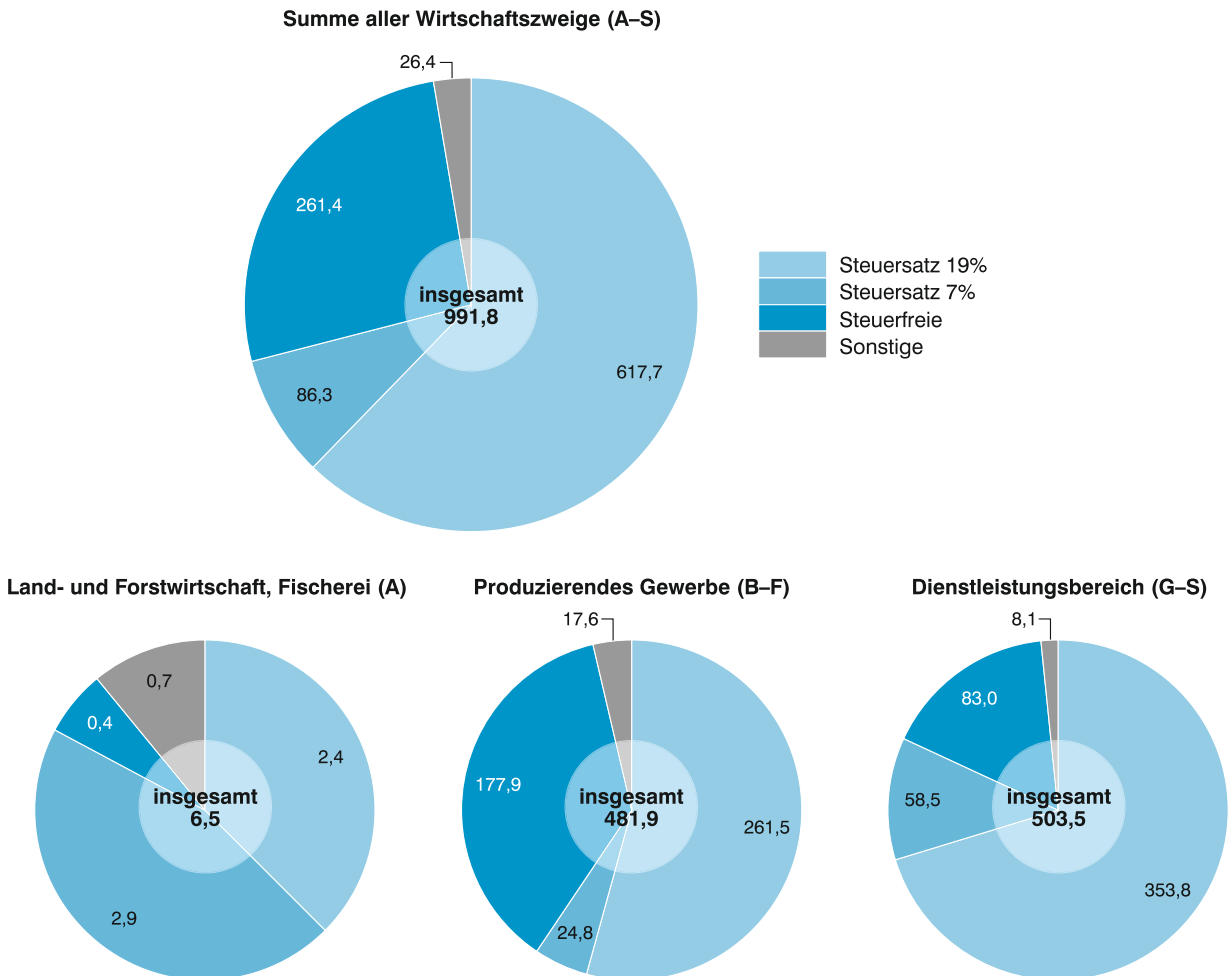 Summe aller Wirtschaftszweige (A–S)
26,4
261,4
insgesamt
991,8
86,3
617,7
Steuersatz 19%
Steuersatz 7%
Steuerfreie
Sonstige
Land- und Forstwirtschaft, Fischerei (A)
0,7
0,4
2,4
insgesamt
6,5
2,9
Produzierendes Gewerbe (B–F)
17,6
177,9
insgesamt
481,9
261,5
24,8
Dienstleistungsbereich (G–S)
8,1
83,0
58,5
insgesamt
503,5
353,8